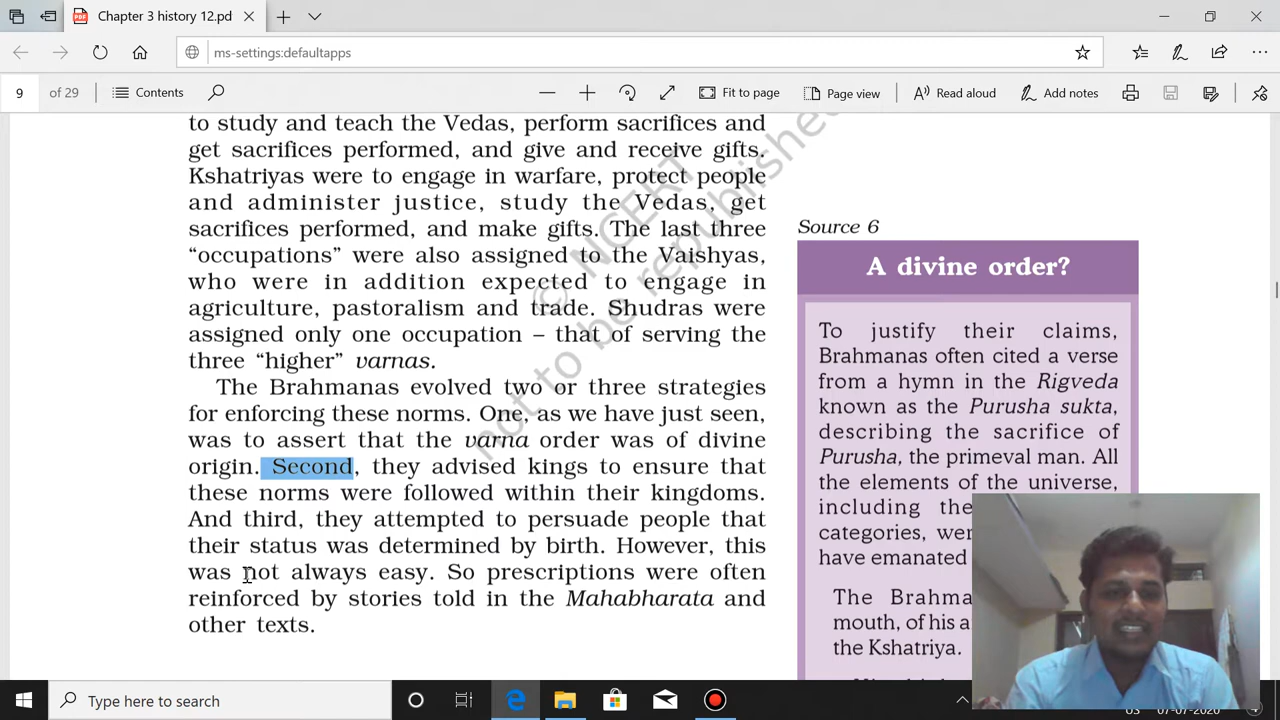 Chapter 3 history 12.pd
ms-settings:defaultapps
9 of 29 Contents Fit to page Page view Read aloud Add notes
to study and teach the Vedas, perform sacrifices and
get sacrifices performed, and give and receive gifts.
Kshatriyas were to engage in warfare, protect people
and administer justice, study the Vedas, get
sacrifices performed, and make gifts. The last three
“occupations” were also assigned to the Vaishyas,
who were in addition expected to engage in
agriculture, pastoralism and trade. Shudras were
assigned only one occupation – that of serving the
three “higher” varnas.
The Brahmanas evolved two or three strategies
for enforcing these norms. One, as we have just seen,
was to assert that the varna order was of divine
origin. Second, they advised kings to ensure that
these norms were followed within their kingdoms.
And third, they attempted to persuade people that
their status was determined by birth. However, this
was not always easy. So prescriptions were often
reinforced by stories told in the Mahabharata and
other texts.
© NCERT
not to be republished
Source 6
A divine order?
To justify their claims,
Brahmanas often cited a verse
from a hymn in the Rigveda
known as the Purusha sukta,
describing the sacrifice of
Purusha, the primeval man. All
the elements of the universe,
including the
categories, wer
have emanated
The Brahma
mouth, of his a
the Kshatriya.
Type here to search